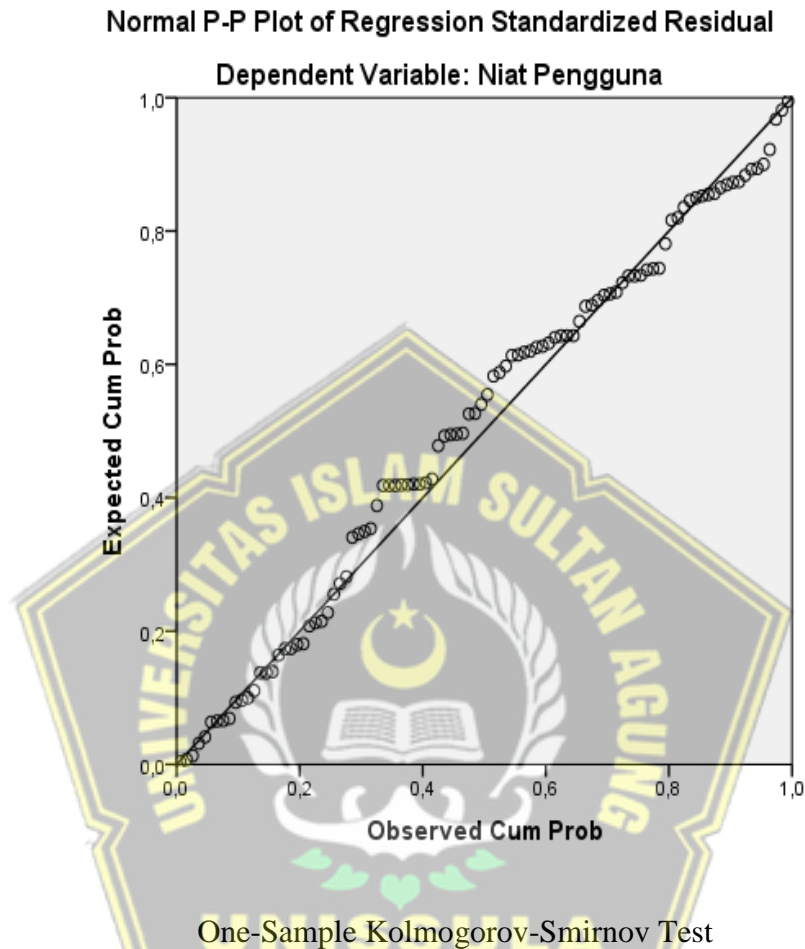 Normal P-P Plot of Regression Standardized Residual
Dependent Variable: Niat Pengguna
1,0
0,8
0,6
0,4
0,2
0,0
Expected Cum Prob
0,0 0,2 0,4 0,6 0,8 1,0
Observed Cum Prob
UNIVERSITAS ISLAM SULTAN AGUNG
One-Sample Kolmogorov-Smirnov Test
UNISSULA